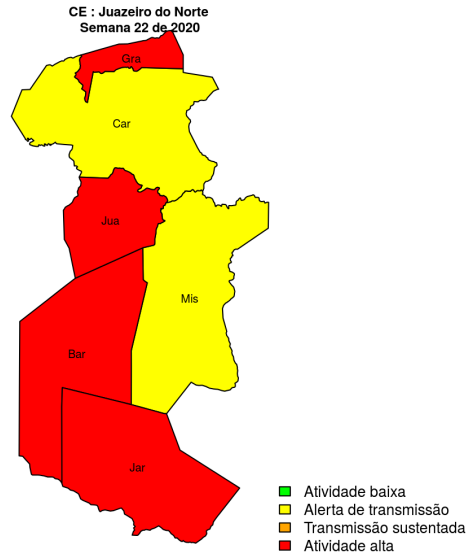 CE : Juazeiro do Norte
Semana 22 de 2020
Gra
Car
Jua
Mis
Bar
Jar
Atividade baixa
Alerta de transmissão
Transmissão sustentada
Atividade alta